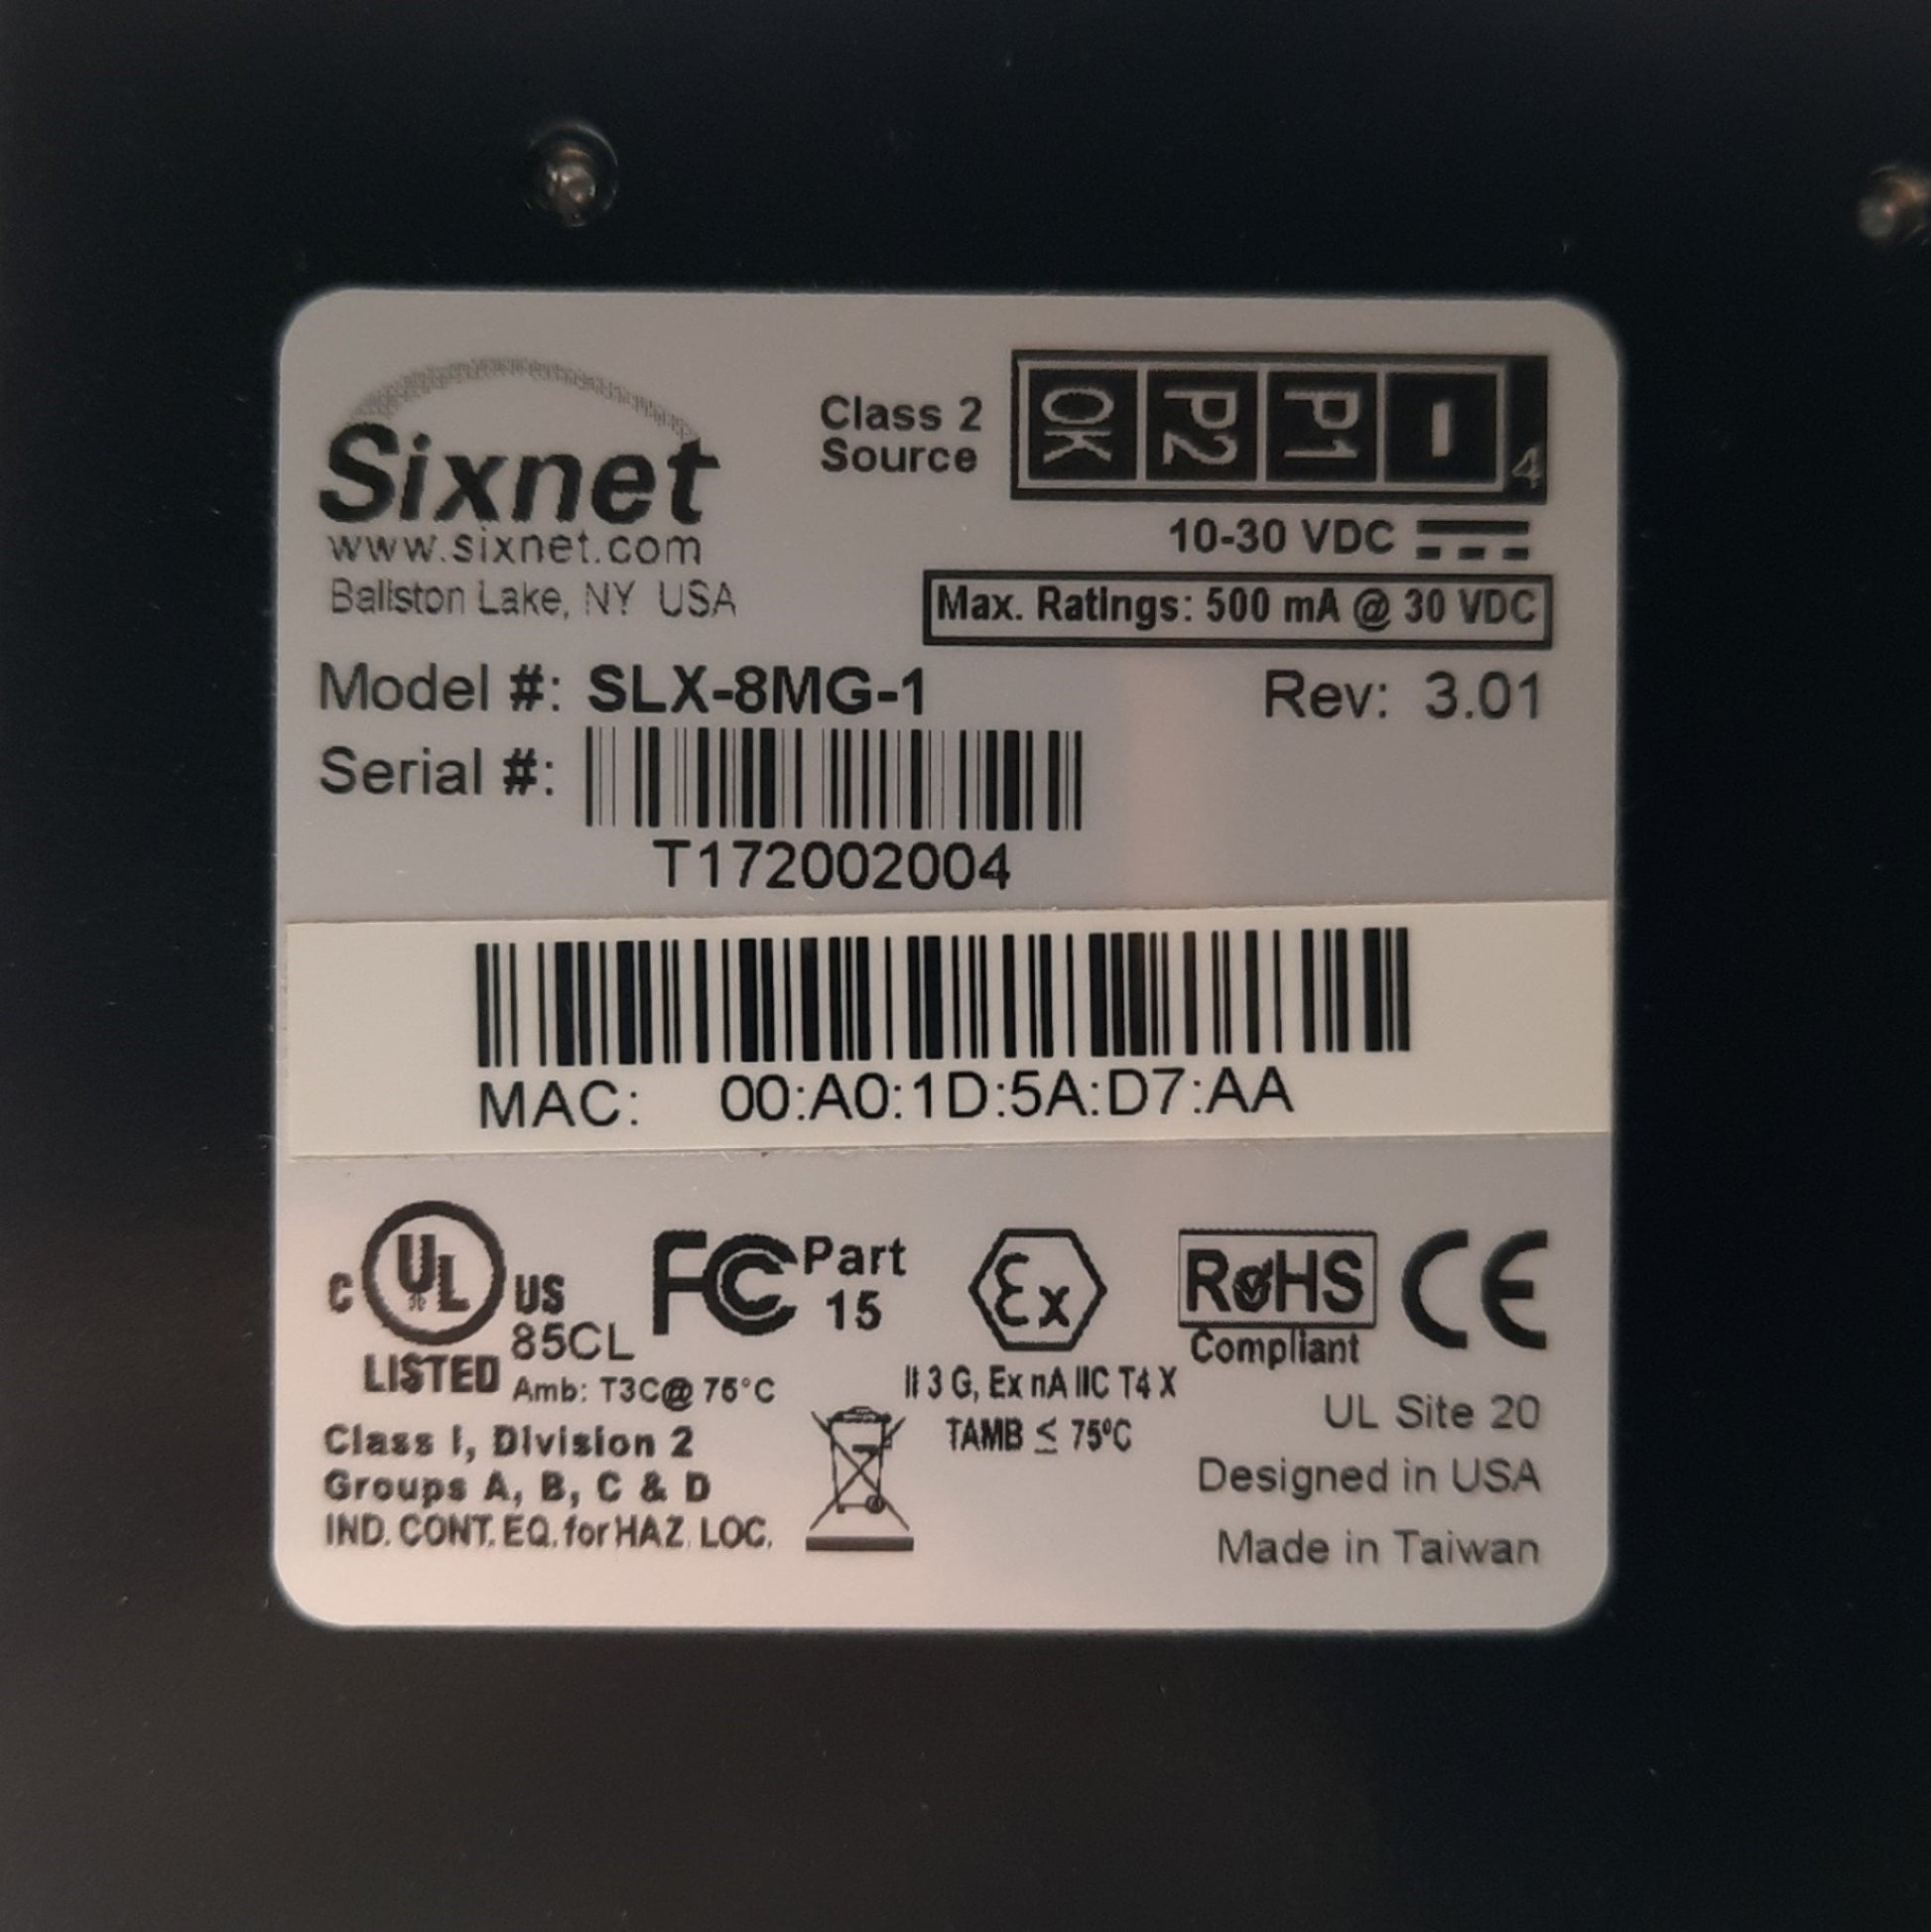 Sixnet
www.sixnet.com
Ballston Lake, NY USA
Class 2
Source
OK P2 P1 - 4
10-30 VDC
Max. Ratings: 500 mA @ 30 VDC
Model #: SLX-8MG-1
Rev: 3.01
Serial #:
T172002004
MAC: 00:A0:1D:5A:D7:AA
C UL US
LISTED
85CL
Amb: T3C@ 75°C
Class I, Division 2
Groups A, B, C & D
IND. CONT. EQ. for HAZ. LOC.
FC Part
15
Ex
II 3 G, Ex nA IIC T4 X
TAMB ≤ 75ºC
RoHS
Compliant
CE
UL Site 20
Designed in USA
Made in Taiwan